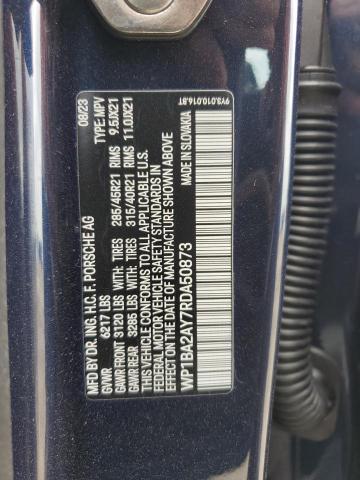 MFD BY DR. ING. H.C. F. PORSCHE AG 08/23
GVWR 6217 LBS TYPE: MPV
GAWR FRONT 3120 LBS WITH: TIRES 285/45R21 RIMS 9.5JX21
GAWR REAR 3285 LBS WITH: TIRES 315/40R21 RIMS 11.0JX21
THIS VEHICLE CONFORMS TO ALL APPLICABLE U.S.
FEDERAL MOTOR VEHICLE SAFETY STANDARDS IN
EFFECT ON THE DATE OF MANUFACTURE SHOWN ABOVE
WP1BA2AY7RDA50873
MADE IN SLOVAKIA
9Y3.010.016.BT